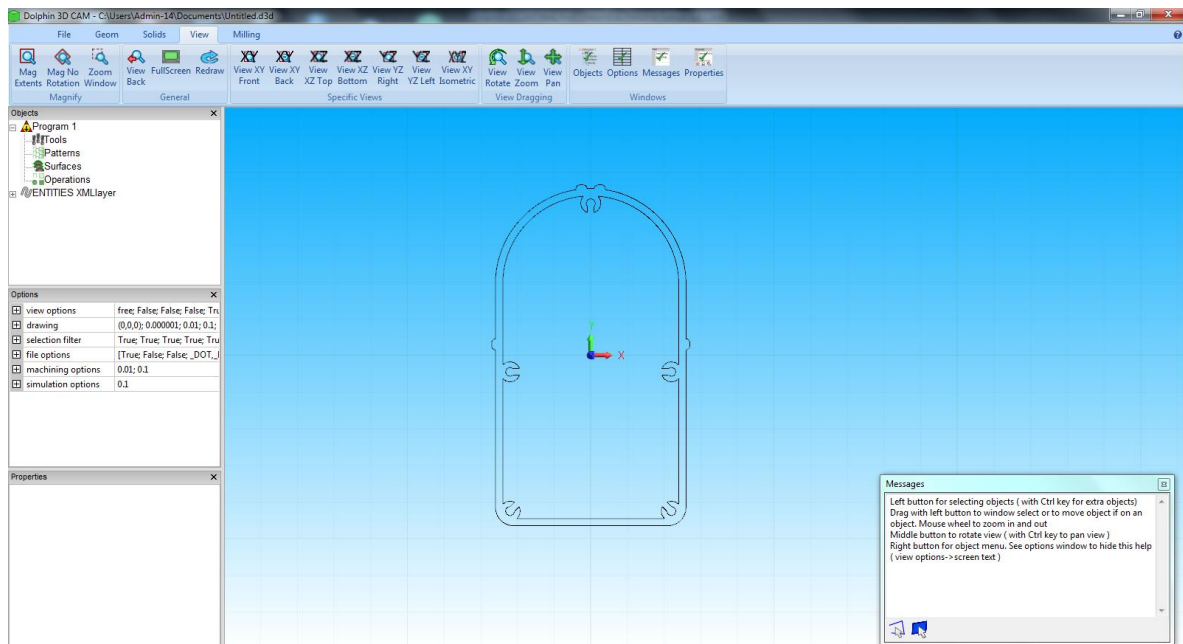 Dolphin 3D CAM - C:\Users\Admin-14\Documents\Untitled.d3d
File Geom Solids View Milling
Mag Extents
Mag No Rotation
Zoom Window
View Back
FullScreen
Redraw
View XY Front
View XY Back
View XZ Top
View XZ Bottom
View YZ Right
View YZ Left
View XY Isometric
View Rotate
View Zoom
View Pan
Objects
Options
Messages
Properties
Magnify
General
Specific Views
View Dragging
Windows
Objects
Program 1
Tools
Patterns
Surfaces
Operations
ENTITIES XMLlayer
Options
view options free; False; False; False; Tru
drawing (0,0,0); 0.000001; 0.01; 0.1;
selection filter True; True; True; True; Tru
file options [True; False; False; _DOT,_
machining options 0.01; 0.1
simulation options 0.1
Properties
Y
X
Messages
Left button for selecting objects ( with Ctrl key for extra objects)
Drag with left button to window select or to move object if on an
object. Mouse wheel to zoom in and out
Middle button to rotate view ( with Ctrl key to pan view )
Right button for object menu. See options window to hide this help
( view options->screen text )